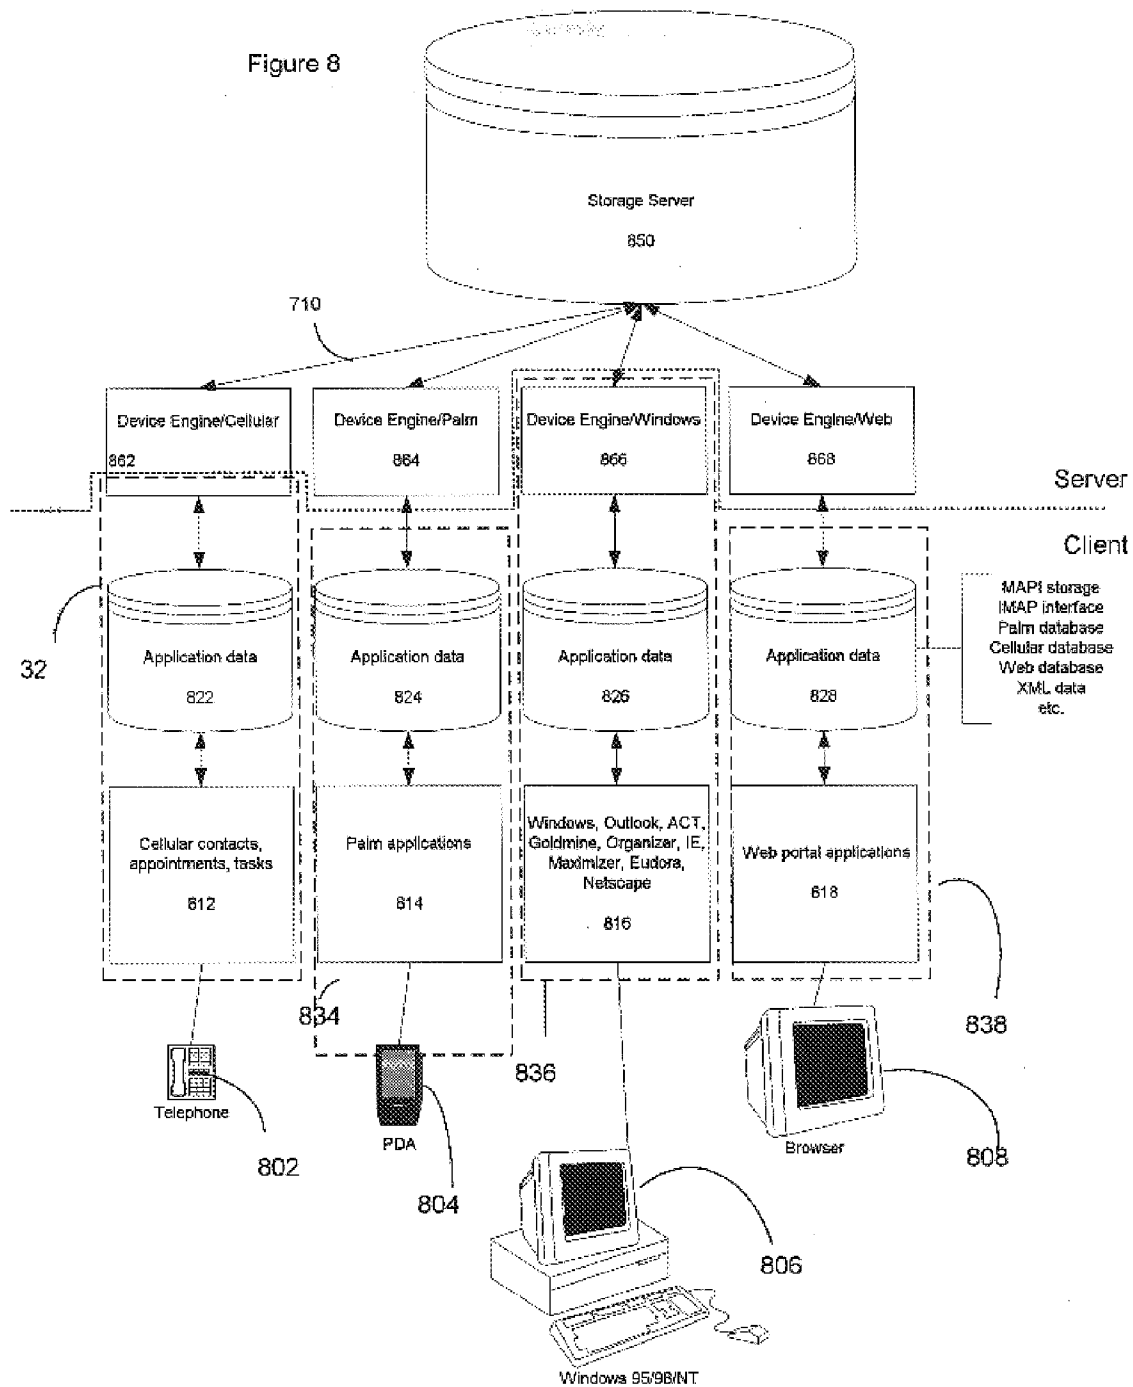 Figure 8
Storage Server
850
710
Device Engine/Cellular
862
Device Engine/Palm
864
Device Engine/Windows
866
Device Engine/Web
868
Server
Client
32
Application data
822
Application data
824
Application data
826
Application data
828
MAPI storage
IMAP interface
Palm database
Cellular database
Web database
XML data
etc.
Cellular contacts,
appointments, tasks
812
Palm applications
814
Windows, Outlook, ACT,
Goldmine, Organizer, IE,
Maximizer, Eudora,
Netscape
816
Web portal applications
818
834
836
838
Telephone
802
PDA
804
Browser
808
806
Windows 95/98/NT